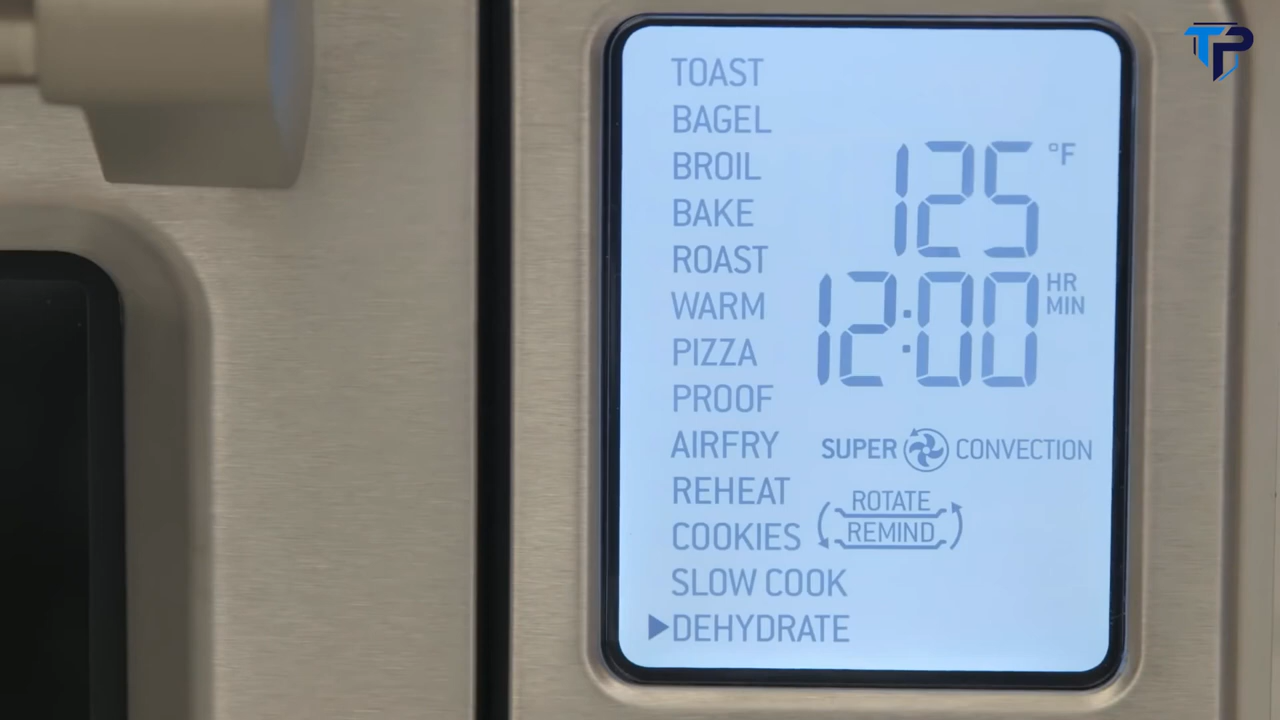 TP
TOAST
BAGEL
BROIL
125 °F
BAKE
ROAST
WARM
12:00 HR MIN
PIZZA
PROOF
AIRFRY
SUPER CONVECTION
REHEAT
ROTATE
REMIND
COOKIES
SLOW COOK
DEHYDRATE